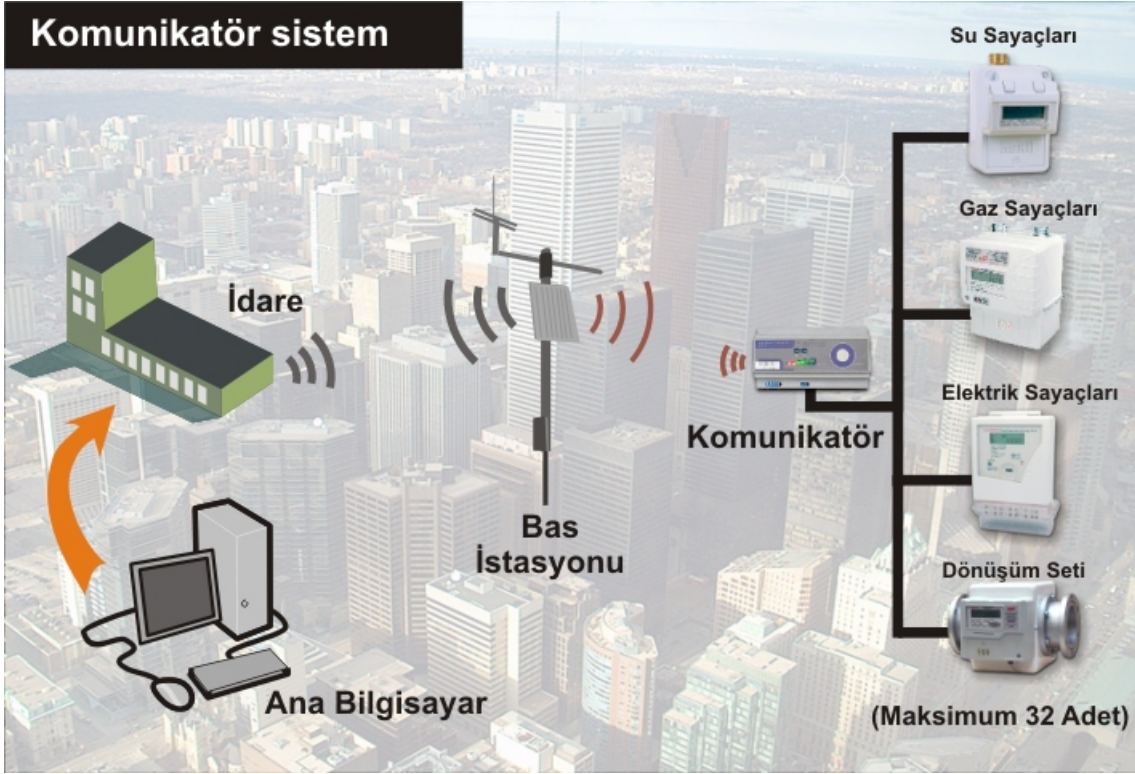 Komunikatör sistem
Su Sayaçları
Gaz Sayaçları
İdare
Elektrik Sayaçları
Komunikatör
Bas
İstasyonu
Dönüşüm Seti
Ana Bilgisayar
(Maksimum 32 Adet)